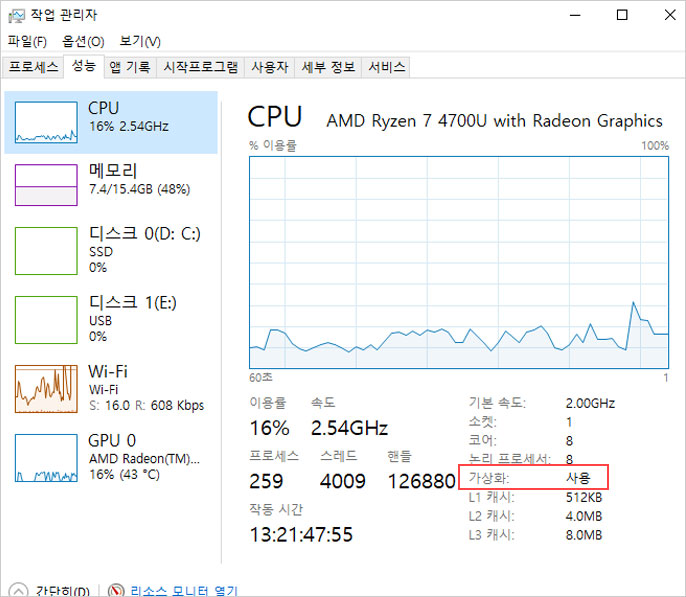 작업 관리자
파일(F) 옵션(O) 보기(V)
프로세스 성능 앱 기록 시작프로그램 사용자 세부 정보 서비스
CPU
16% 2.54GHz
메모리
7.4/15.4GB (48%)
디스크 0(D: C:)
SSD
0%
디스크 1(E:)
USB
0%
Wi-Fi
Wi-Fi
S: 16.0 R: 608 Kbps
GPU 0
AMD Radeon(TM)...
16% (43 °C)
CPU AMD Ryzen 7 4700U with Radeon Graphics
% 이용률 100%
60초 1
이용률 속도
16% 2.54GHz
프로세스 스레드 핸들
259 4009 126880
작동 시간
13:21:47:55
기본 속도: 2.00GHz
소켓: 1
코어: 8
논리 프로세서: 8
가상화: 사용
L1 캐시: 512KB
L2 캐시: 4.0MB
L3 캐시: 8.0MB
간단히(D) 리소스 모니터 열기